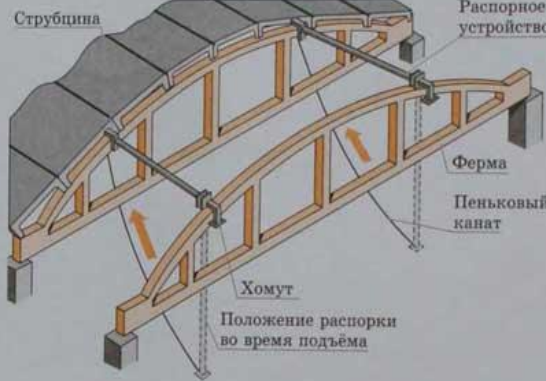 Струбцина
Распорное
устройство
Ферма
Пеньковый
канат
Хомут
Положение распорки
во время подъёма